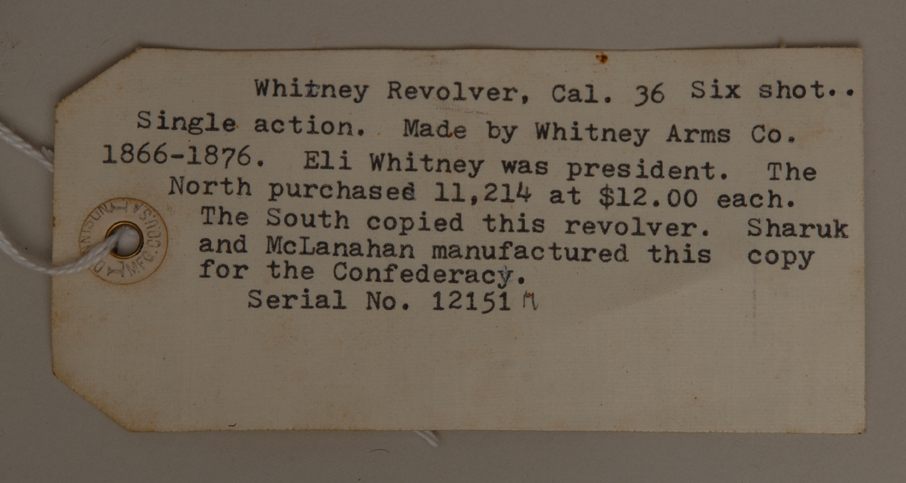 Whitney Revolver, Cal. 36 Six shot..
Single action. Made by Whitney Arms Co.
1866-1876. Eli Whitney was president. The
North purchased 11,214 at $12.00 each.
The South copied this revolver. Sharuk
and McLanahan manufactured this copy
for the Confederacy.
Serial No. 12151